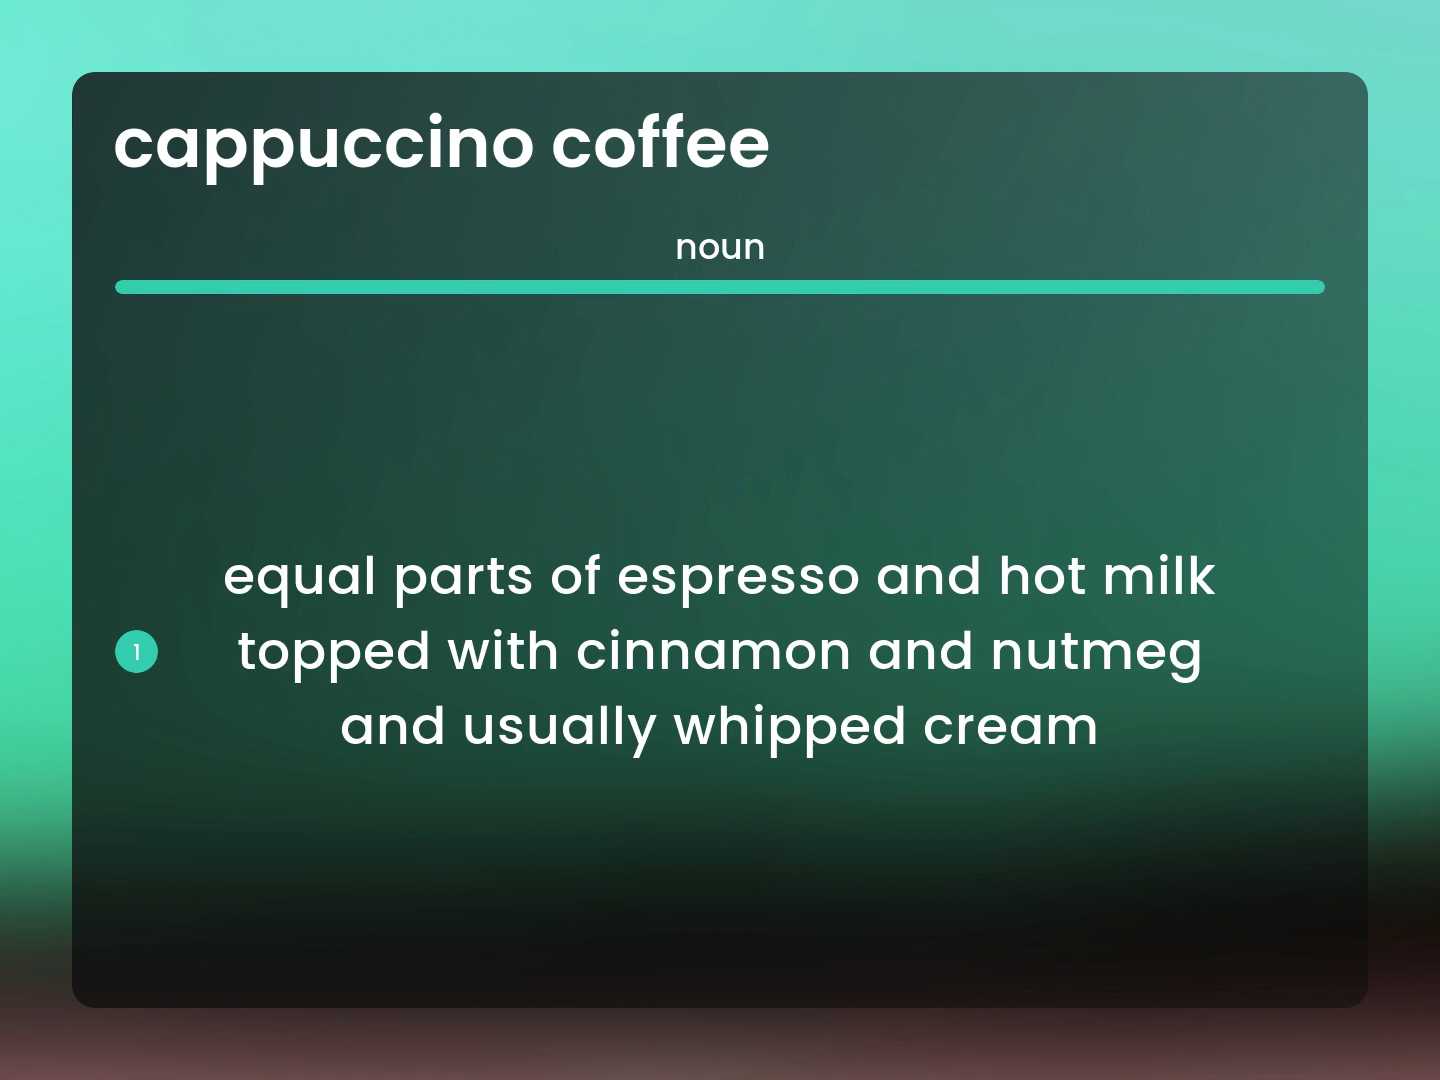 cappuccino coffee
noun
equal parts of espresso and hot milk
1 topped with cinnamon and nutmeg
and usually whipped cream